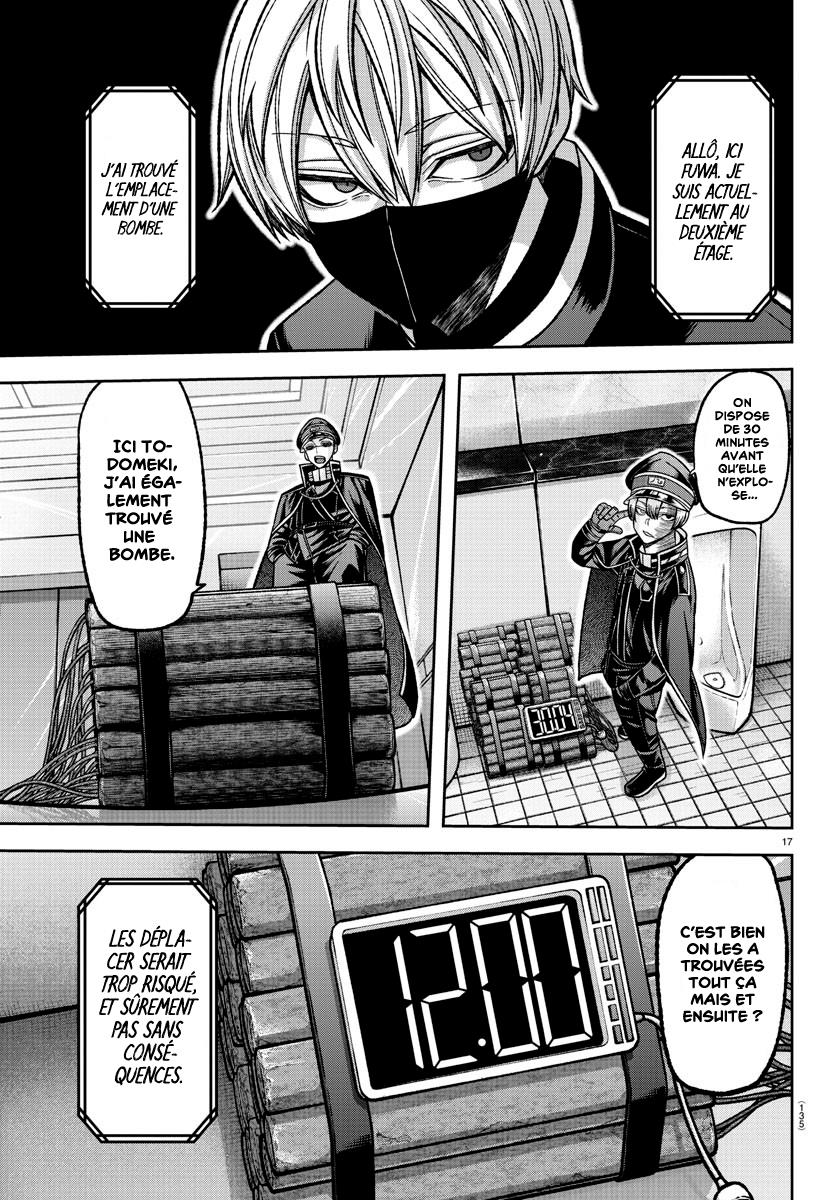 ALLÔ, ICI
FUWA. JE
SUIS ACTUEL-
LEMENT AU
DEUXIÈME
ÉTAGE.
J'AI TROUVÉ
L'EMPLACE-
MENT D'UNE
BOMBE.
ON
DISPOSE
DE 30
MINUTES
AVANT
QU'ELLE
N'EXPLO-
SE...
30.04
ICI TO-
DOMEKI,
J'AI ÉGA-
LEMENT
TROUVÉ
UNE
BOMBE.
17
C'EST BIEN
ON LES A
TROUVÉES
TOUT ÇA
MAIS ET
ENSUITE ?
12.00
LES DÉPLA-
CER SERAIT
TROP RISQUÉ,
ET SÛREMENT
PAS SANS
CONSÉ-
QUENCES.
(135)